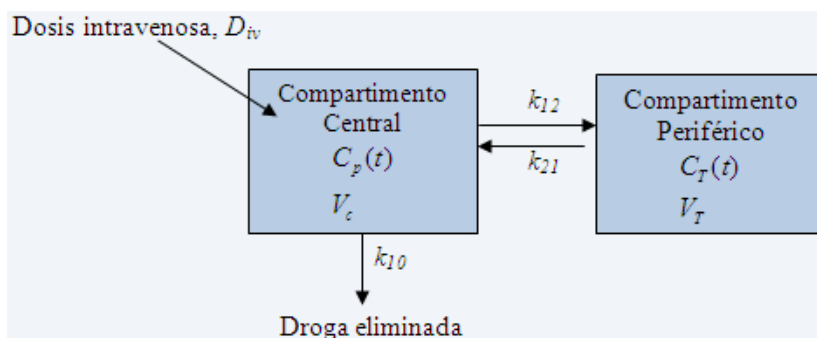 Dosis intravenosa, D_iv
Compartimento
Central
C_p(t)
V_c
k_12
k_21
Compartimento
Periférico
C_T(t)
V_T
k_10
Droga eliminada